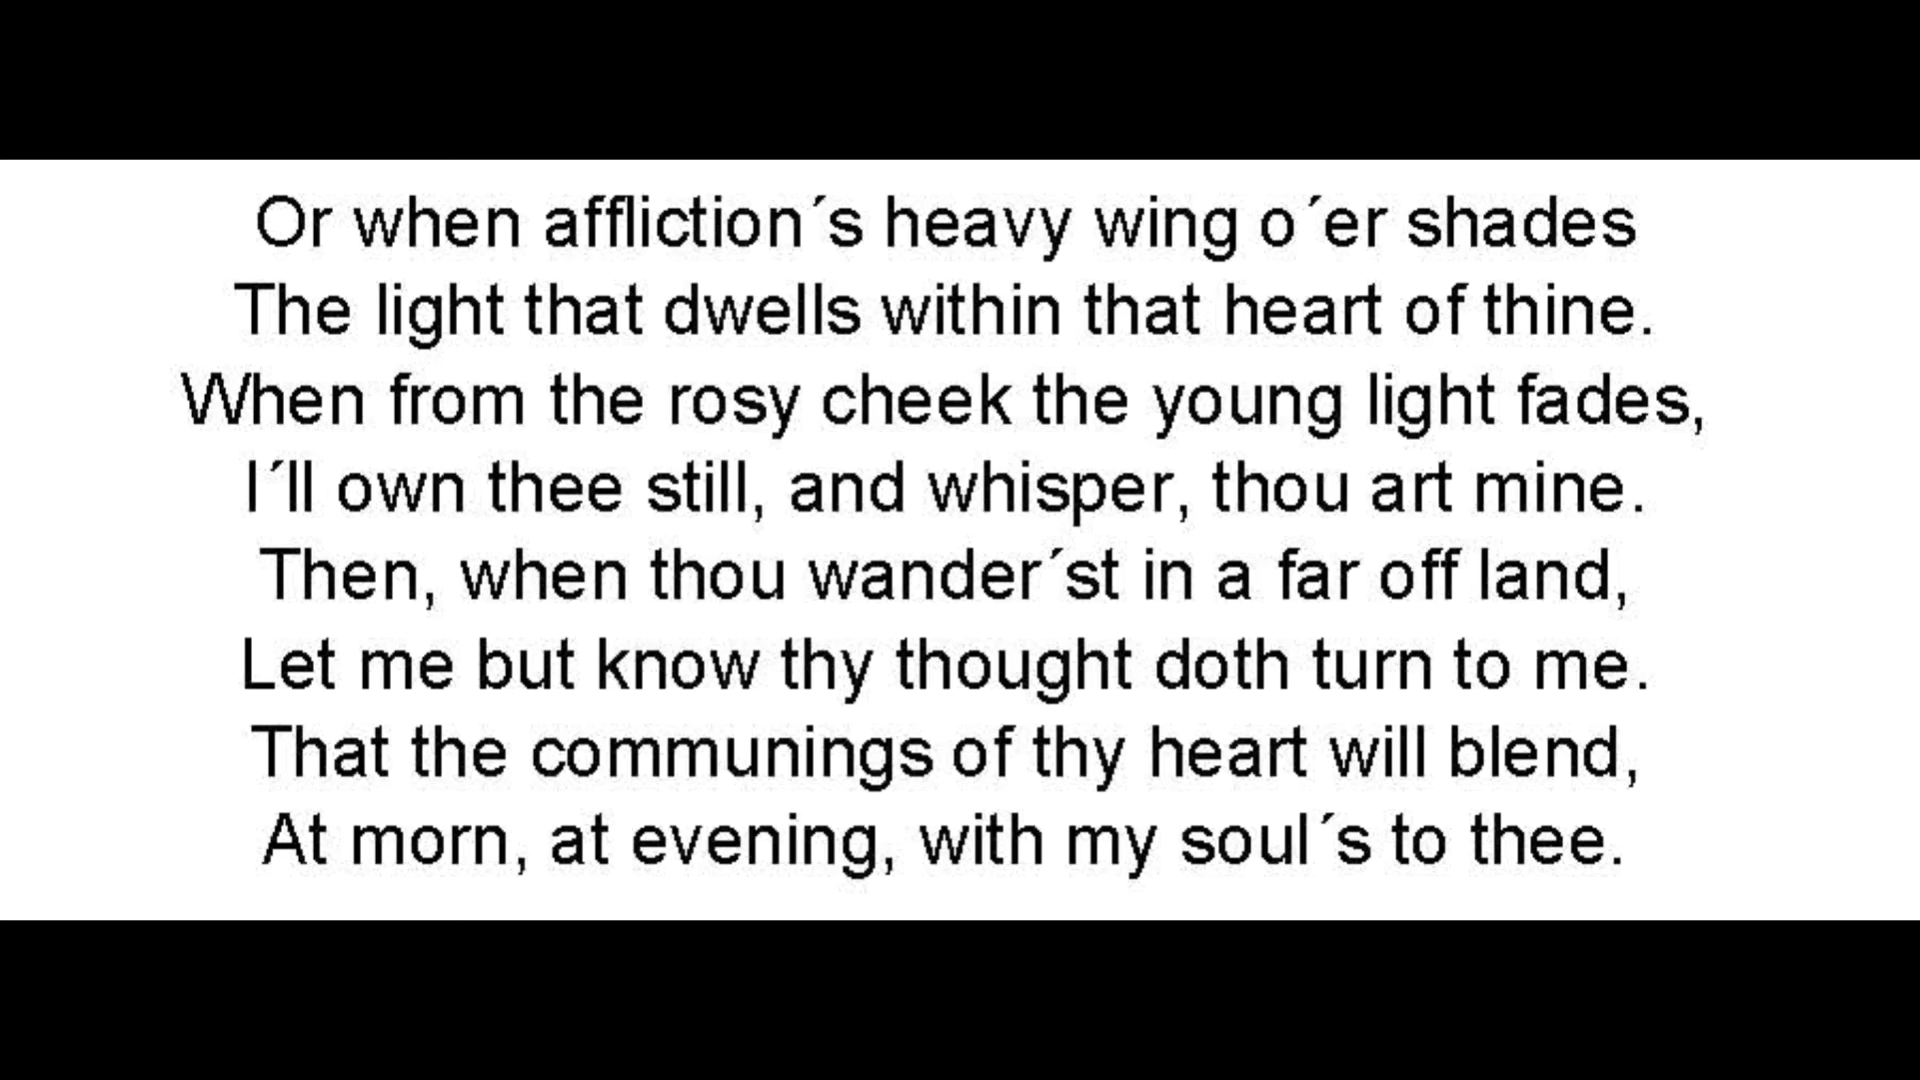 Or when affliction´s heavy wing o´er shades
The light that dwells within that heart of thine.
When from the rosy cheek the young light fades,
I´ll own thee still, and whisper, thou art mine.
Then, when thou wander´st in a far off land,
Let me but know thy thought doth turn to me.
That the communings of thy heart will blend,
At morn, at evening, with my soul´s to thee.